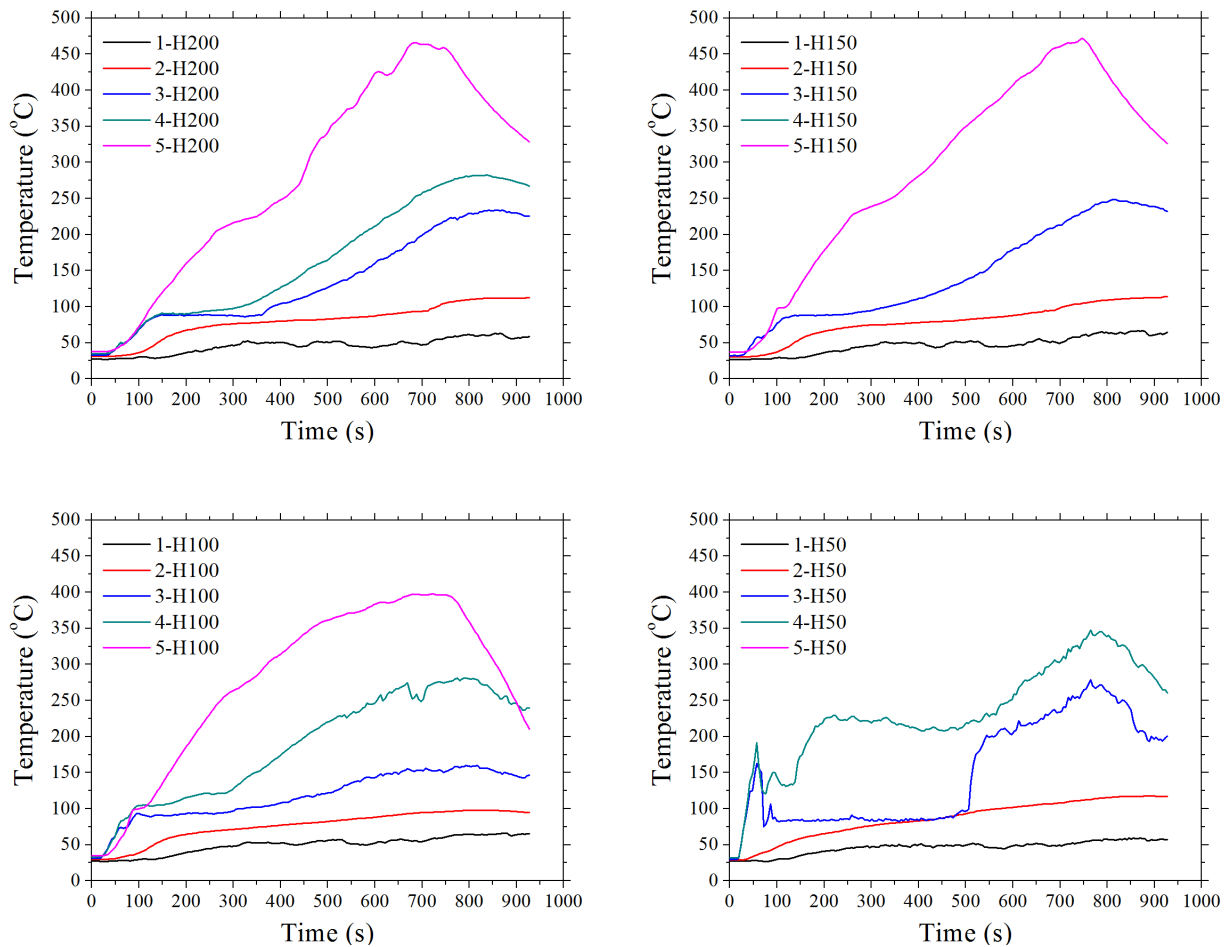 500
450
400
350
300
250
200
150
100
50
0
Temperature (°C)
1-H200
2-H200
3-H200
4-H200
5-H200
0 100 200 300 400 500 600 700 800 900 1000
Time (s)
500
450
400
350
300
250
200
150
100
50
0
Temperature (°C)
1-H150
2-H150
3-H150
4-H150
5-H150
0 100 200 300 400 500 600 700 800 900 1000
Time (s)
500
450
400
350
300
250
200
150
100
50
0
Temperature (°C)
1-H100
2-H100
3-H100
4-H100
5-H100
0 100 200 300 400 500 600 700 800 900 1000
Time (s)
500
450
400
350
300
250
200
150
100
50
0
Temperature (°C)
1-H50
2-H50
3-H50
4-H50
5-H50
0 100 200 300 400 500 600 700 800 900 1000
Time (s)